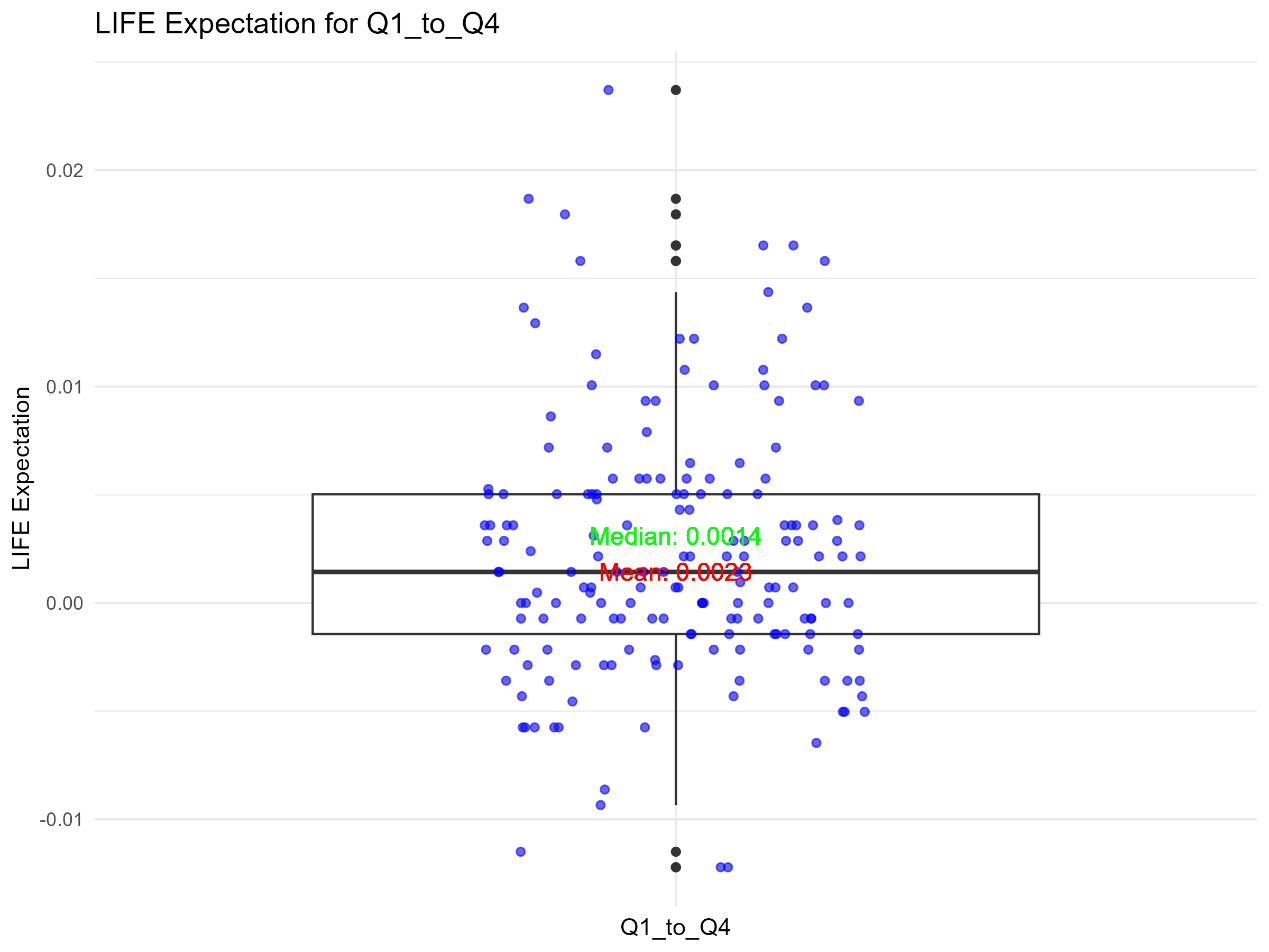 LIFE Expectation for Q1_to_Q4
LIFE Expectation
0.02
0.01
0.00
-0.01
Median: 0.0014
Mean: 0.0023
Q1_to_Q4